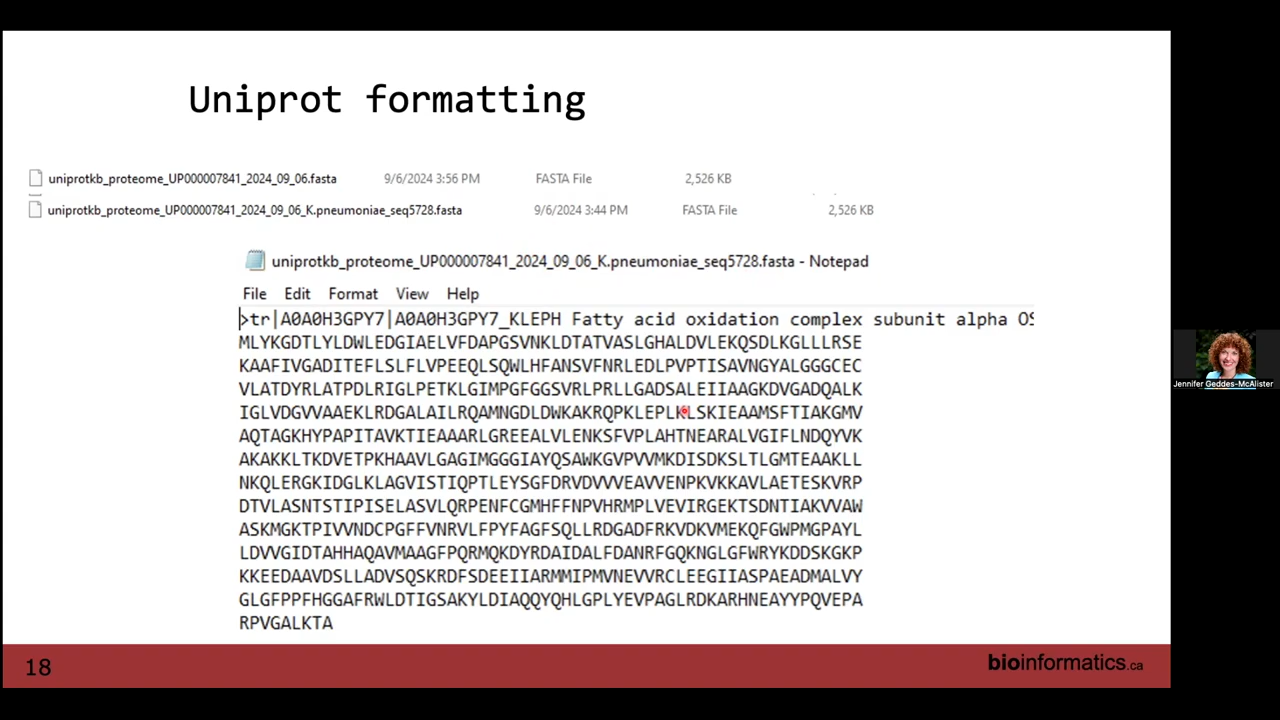 Uniprot formatting
uniprotkb_proteome_UP000007841_2024_09_06.fasta 9/6/2024 3:56 PM FASTA File 2,526 KB
uniprotkb_proteome_UP000007841_2024_09_06_K.pneumoniae_seq5728.fasta 9/6/2024 3:44 PM FASTA File 2,526 KB
uniprotkb_proteome_UP000007841_2024_09_06_K.pneumoniae_seq5728.fasta - Notepad
File Edit Format View Help
>tr|A0A0H3GPY7|A0A0H3GPY7_KLEPH Fatty acid oxidation complex subunit alpha OS
MLYKGDTLYLDWLEDGIAELVFDAPGSVNKLDTATVASLGHALDVLEKQSDLKGLLLRSE
KAAFIVGADITEFLSLFLVPEEQLSQWLHFANSVFNRLEDLPVPTISAVNGYALGGGCEC
VLATDYRLATPDLRIGLPETKLGIMPGFGGSVRLPRLLGADSALEIIAAGKDVGADQALK
IGLVDGVVAAEKLRDGALAILRQAMNGDLDWKAKRQPKLEPLKLSKIEAAMSFTIAKGMV
AQTAGKHYPAPITAVKTIEAAARLGREEALVLENKSFVPLAHTNEARALVGIFLNDQYVK
AKAKKLTKDVETPKHAAVLGAGIMGGGIAYQSAWKGVPVVMKDISDKSLTLGMTEAAKLL
NKQLERGKIDGLKLAGVISTIQPTLEYSGFDRVDVVVEAVVENPKVKKAVLAETESKVRP
DTVLASNTSTIPISELASVLQRPENFCGMHFFNPVHRMPLVEVIRGEKTSDNTIAKVVAW
ASKMGKTPIVVNDCPGFFVNRVLFPYFAGFSQLLRDGADFRKVDKVMEKQFGWPMGPAYL
LDVVGIDTAHHAQAVMAAGFPQRMQKDYRDAIDALFDANRFGQKNGLGFWRYKDDSKGKP
KKEEDAAVDSLLADVSQSKRDFSDEEIIARMMIPMVNEVVRCLEEGIIASPAEADMALVY
GLGFPPFHGGAFRWLDTIGSAKYLDIAQQYQHLGPLYEVPAGLRDKARHNEAYYPQVEPA
RPVGALKTA
18
bioinformatics.ca
Jennifer Geddes-McAlister